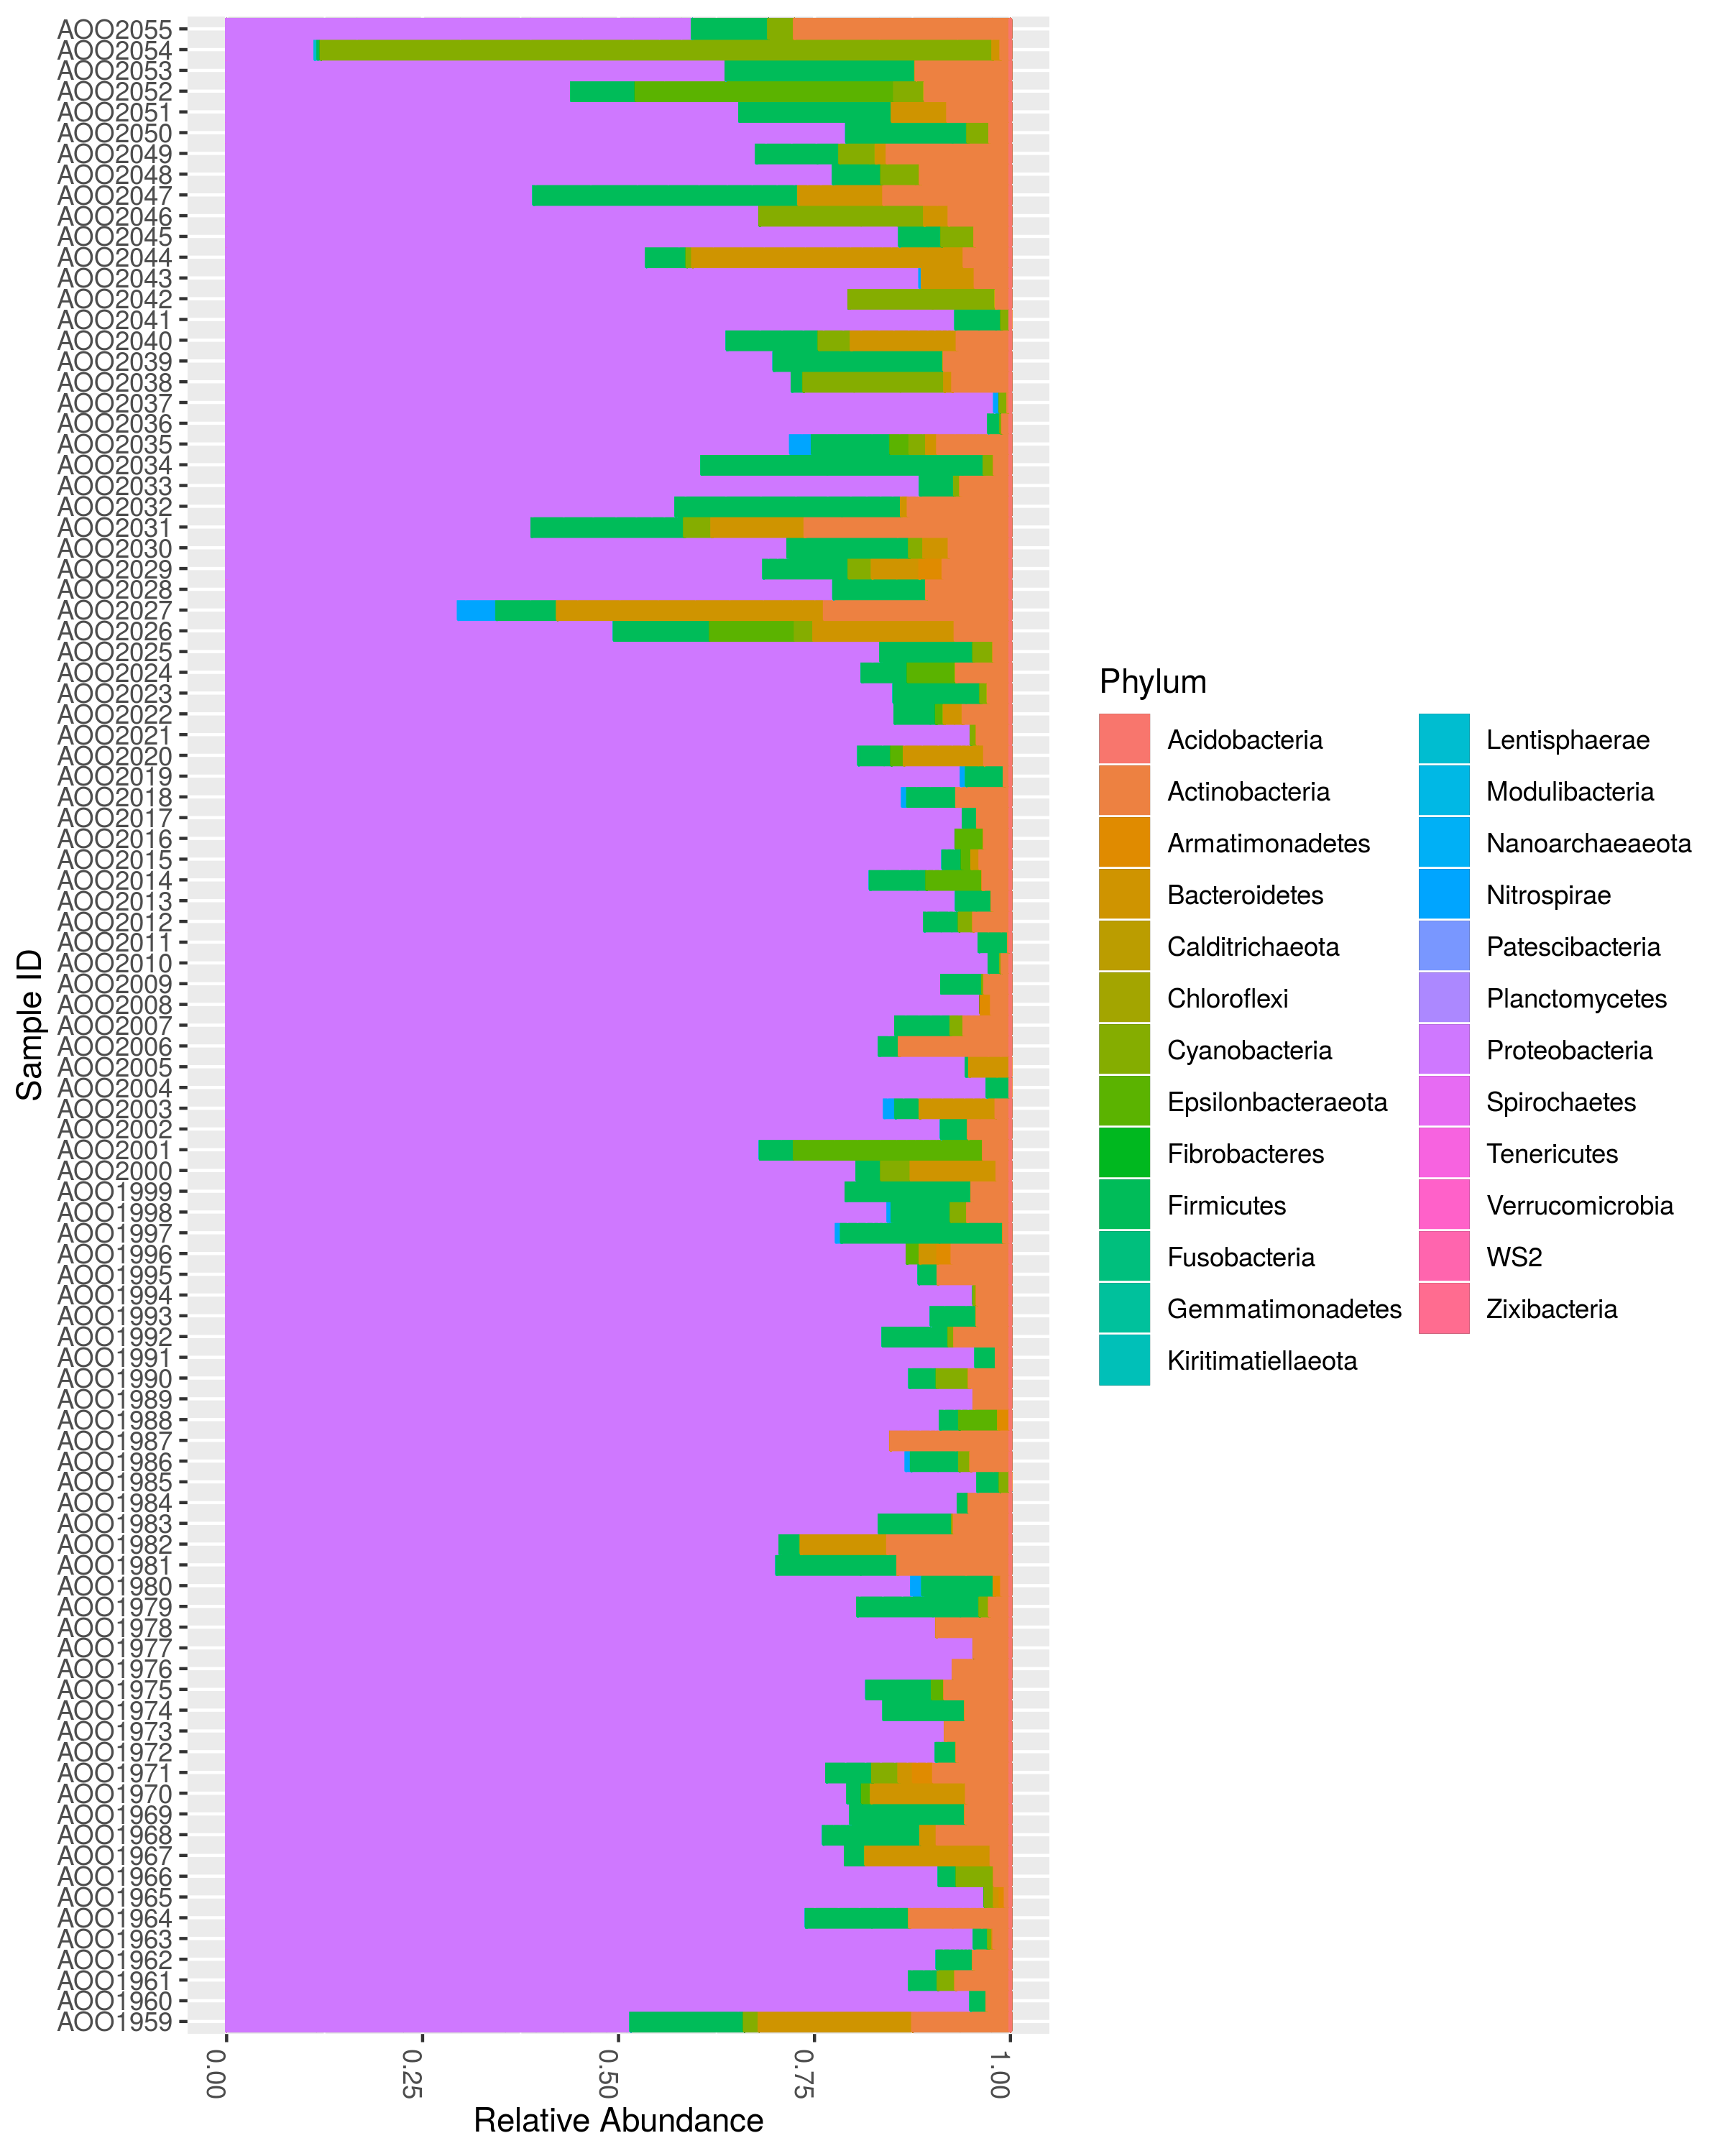 AOO2055
AOO2054
AOO2053
AOO2052
AOO2051
AOO2050
AOO2049
AOO2048
AOO2047
AOO2046
AOO2045
AOO2044
AOO2043
AOO2042
AOO2041
AOO2040
AOO2039
AOO2038
AOO2037
AOO2036
AOO2035
AOO2034
AOO2033
AOO2032
AOO2031
AOO2030
AOO2029
AOO2028
AOO2027
AOO2026
AOO2025
AOO2024
AOO2023
AOO2022
AOO2021
AOO2020
AOO2019
AOO2018
AOO2017
AOO2016
AOO2015
AOO2014
AOO2013
AOO2012
AOO2011
AOO2010
AOO2009
AOO2008
AOO2007
AOO2006
AOO2005
AOO2004
AOO2003
AOO2002
AOO2001
AOO2000
AOO1999
AOO1998
AOO1997
AOO1996
AOO1995
AOO1994
AOO1993
AOO1992
AOO1991
AOO1990
AOO1989
AOO1988
AOO1987
AOO1986
AOO1985
AOO1984
AOO1983
AOO1982
AOO1981
AOO1980
AOO1979
AOO1978
AOO1977
AOO1976
AOO1975
AOO1974
AOO1973
AOO1972
AOO1971
AOO1970
AOO1969
AOO1968
AOO1967
AOO1966
AOO1965
AOO1964
AOO1963
AOO1962
AOO1961
AOO1960
AOO1959
Sample ID
0.00
0.25
0.50
0.75
1.00
Relative Abundance
Phylum
Acidobacteria
Actinobacteria
Armatimonadetes
Bacteroidetes
Calditrichaeota
Chloroflexi
Cyanobacteria
Epsilonbacteraeota
Fibrobacteres
Firmicutes
Fusobacteria
Gemmatimonadetes
Kiritimatiellaeota
Lentisphaerae
Modulibacteria
Nanoarchaeaeota
Nitrospirae
Patescibacteria
Planctomycetes
Proteobacteria
Spirochaetes
Tenericutes
Verrucomicrobia
WS2
Zixibacteria